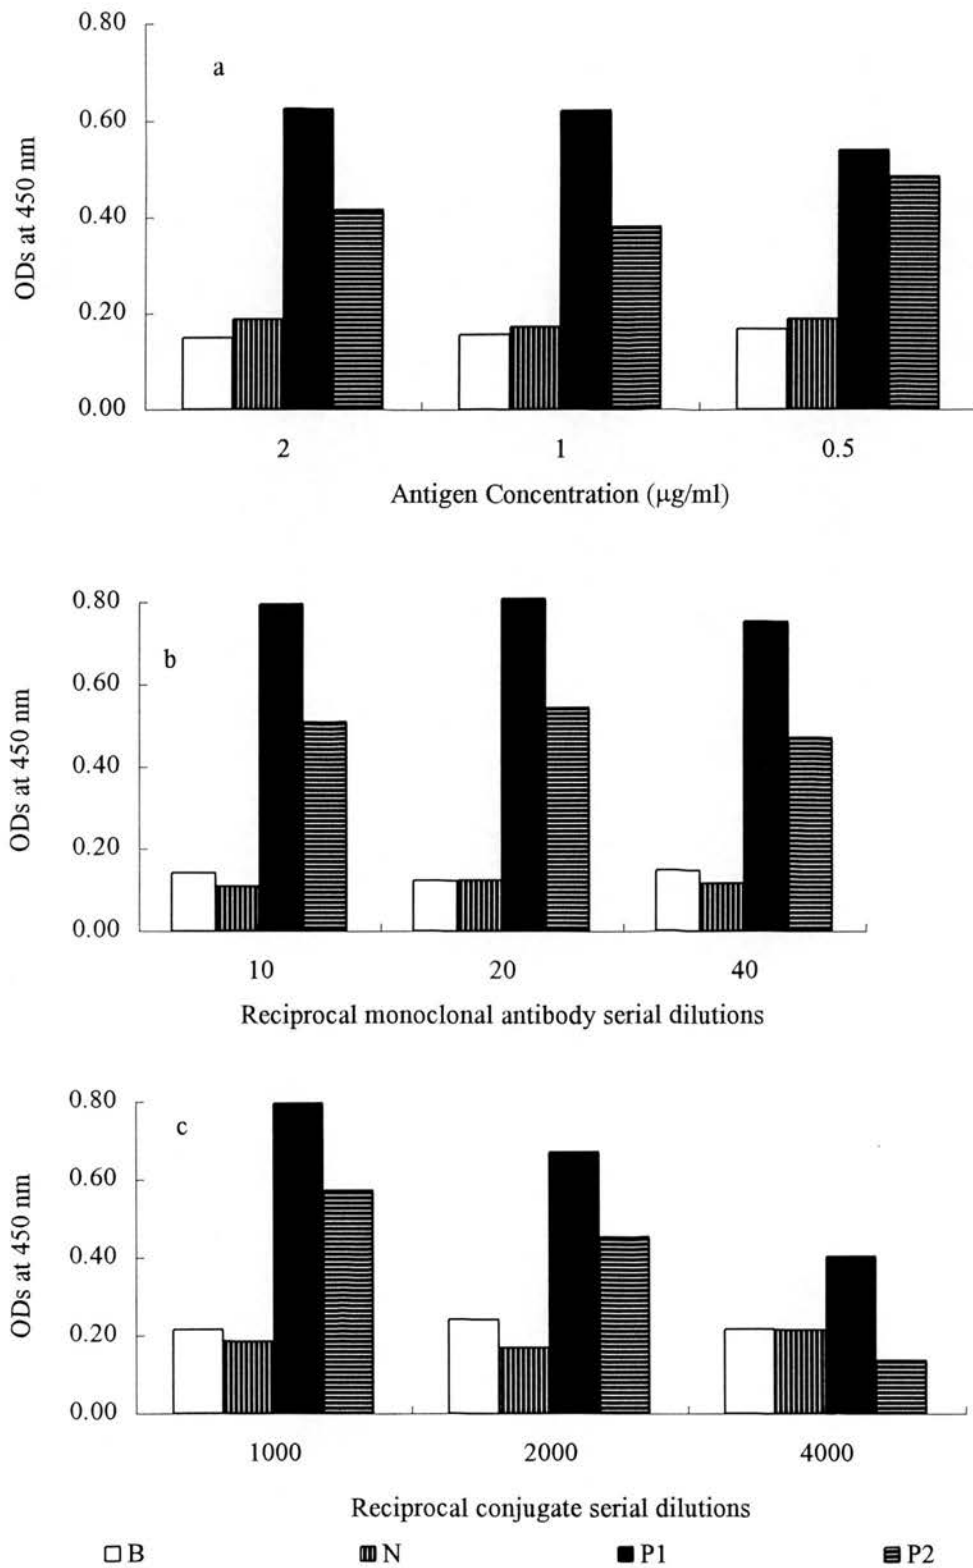 0.80
a
0.60
0.40
0.20
0.00
ODs at 450 nm
2 1 0.5
Antigen Concentration (μg/ml)
0.80
b
0.60
0.40
0.20
0.00
ODs at 450 nm
10 20 40
Reciprocal monoclonal antibody serial dilutions
0.80
c
0.60
0.40
0.20
0.00
ODs at 450 nm
1000 2000 4000
Reciprocal conjugate serial dilutions
B N P1 P2